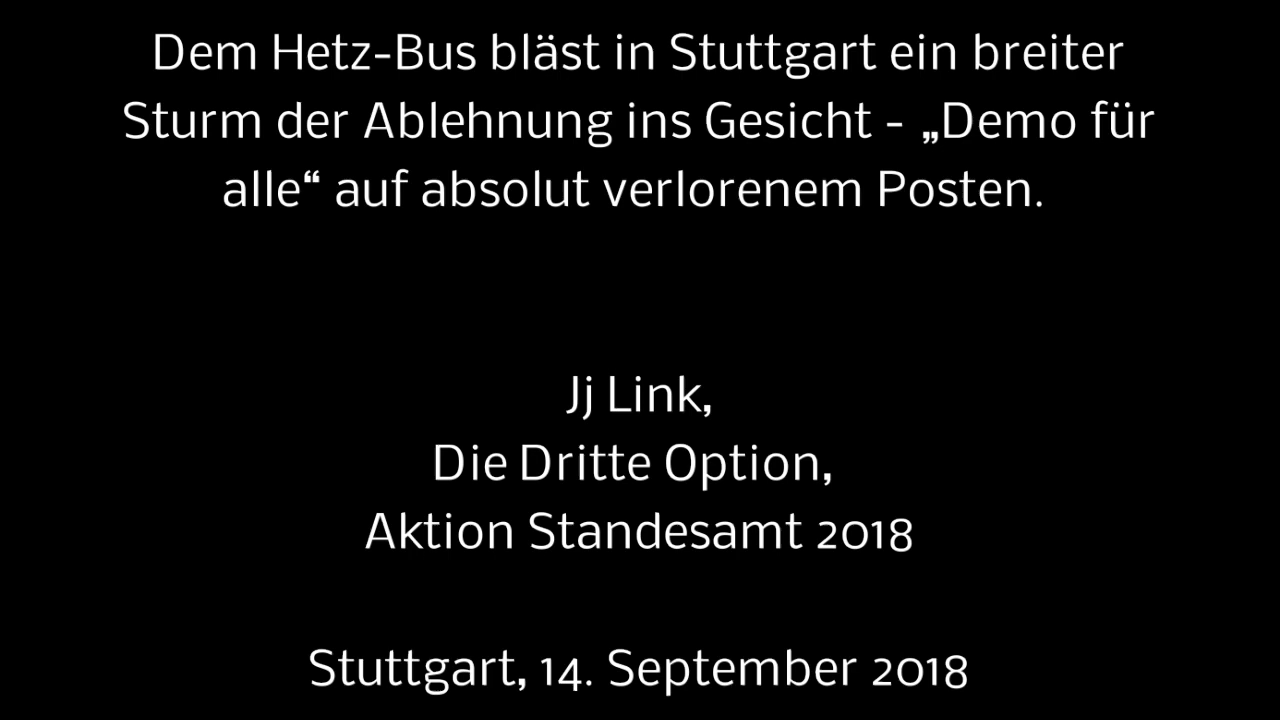 Dem Hetz-Bus bläst in Stuttgart ein breiter
Sturm der Ablehnung ins Gesicht - „Demo für
alle“ auf absolut verlorenem Posten.
Jj Link,
Die Dritte Option,
Aktion Standesamt 2018
Stuttgart, 14. September 2018